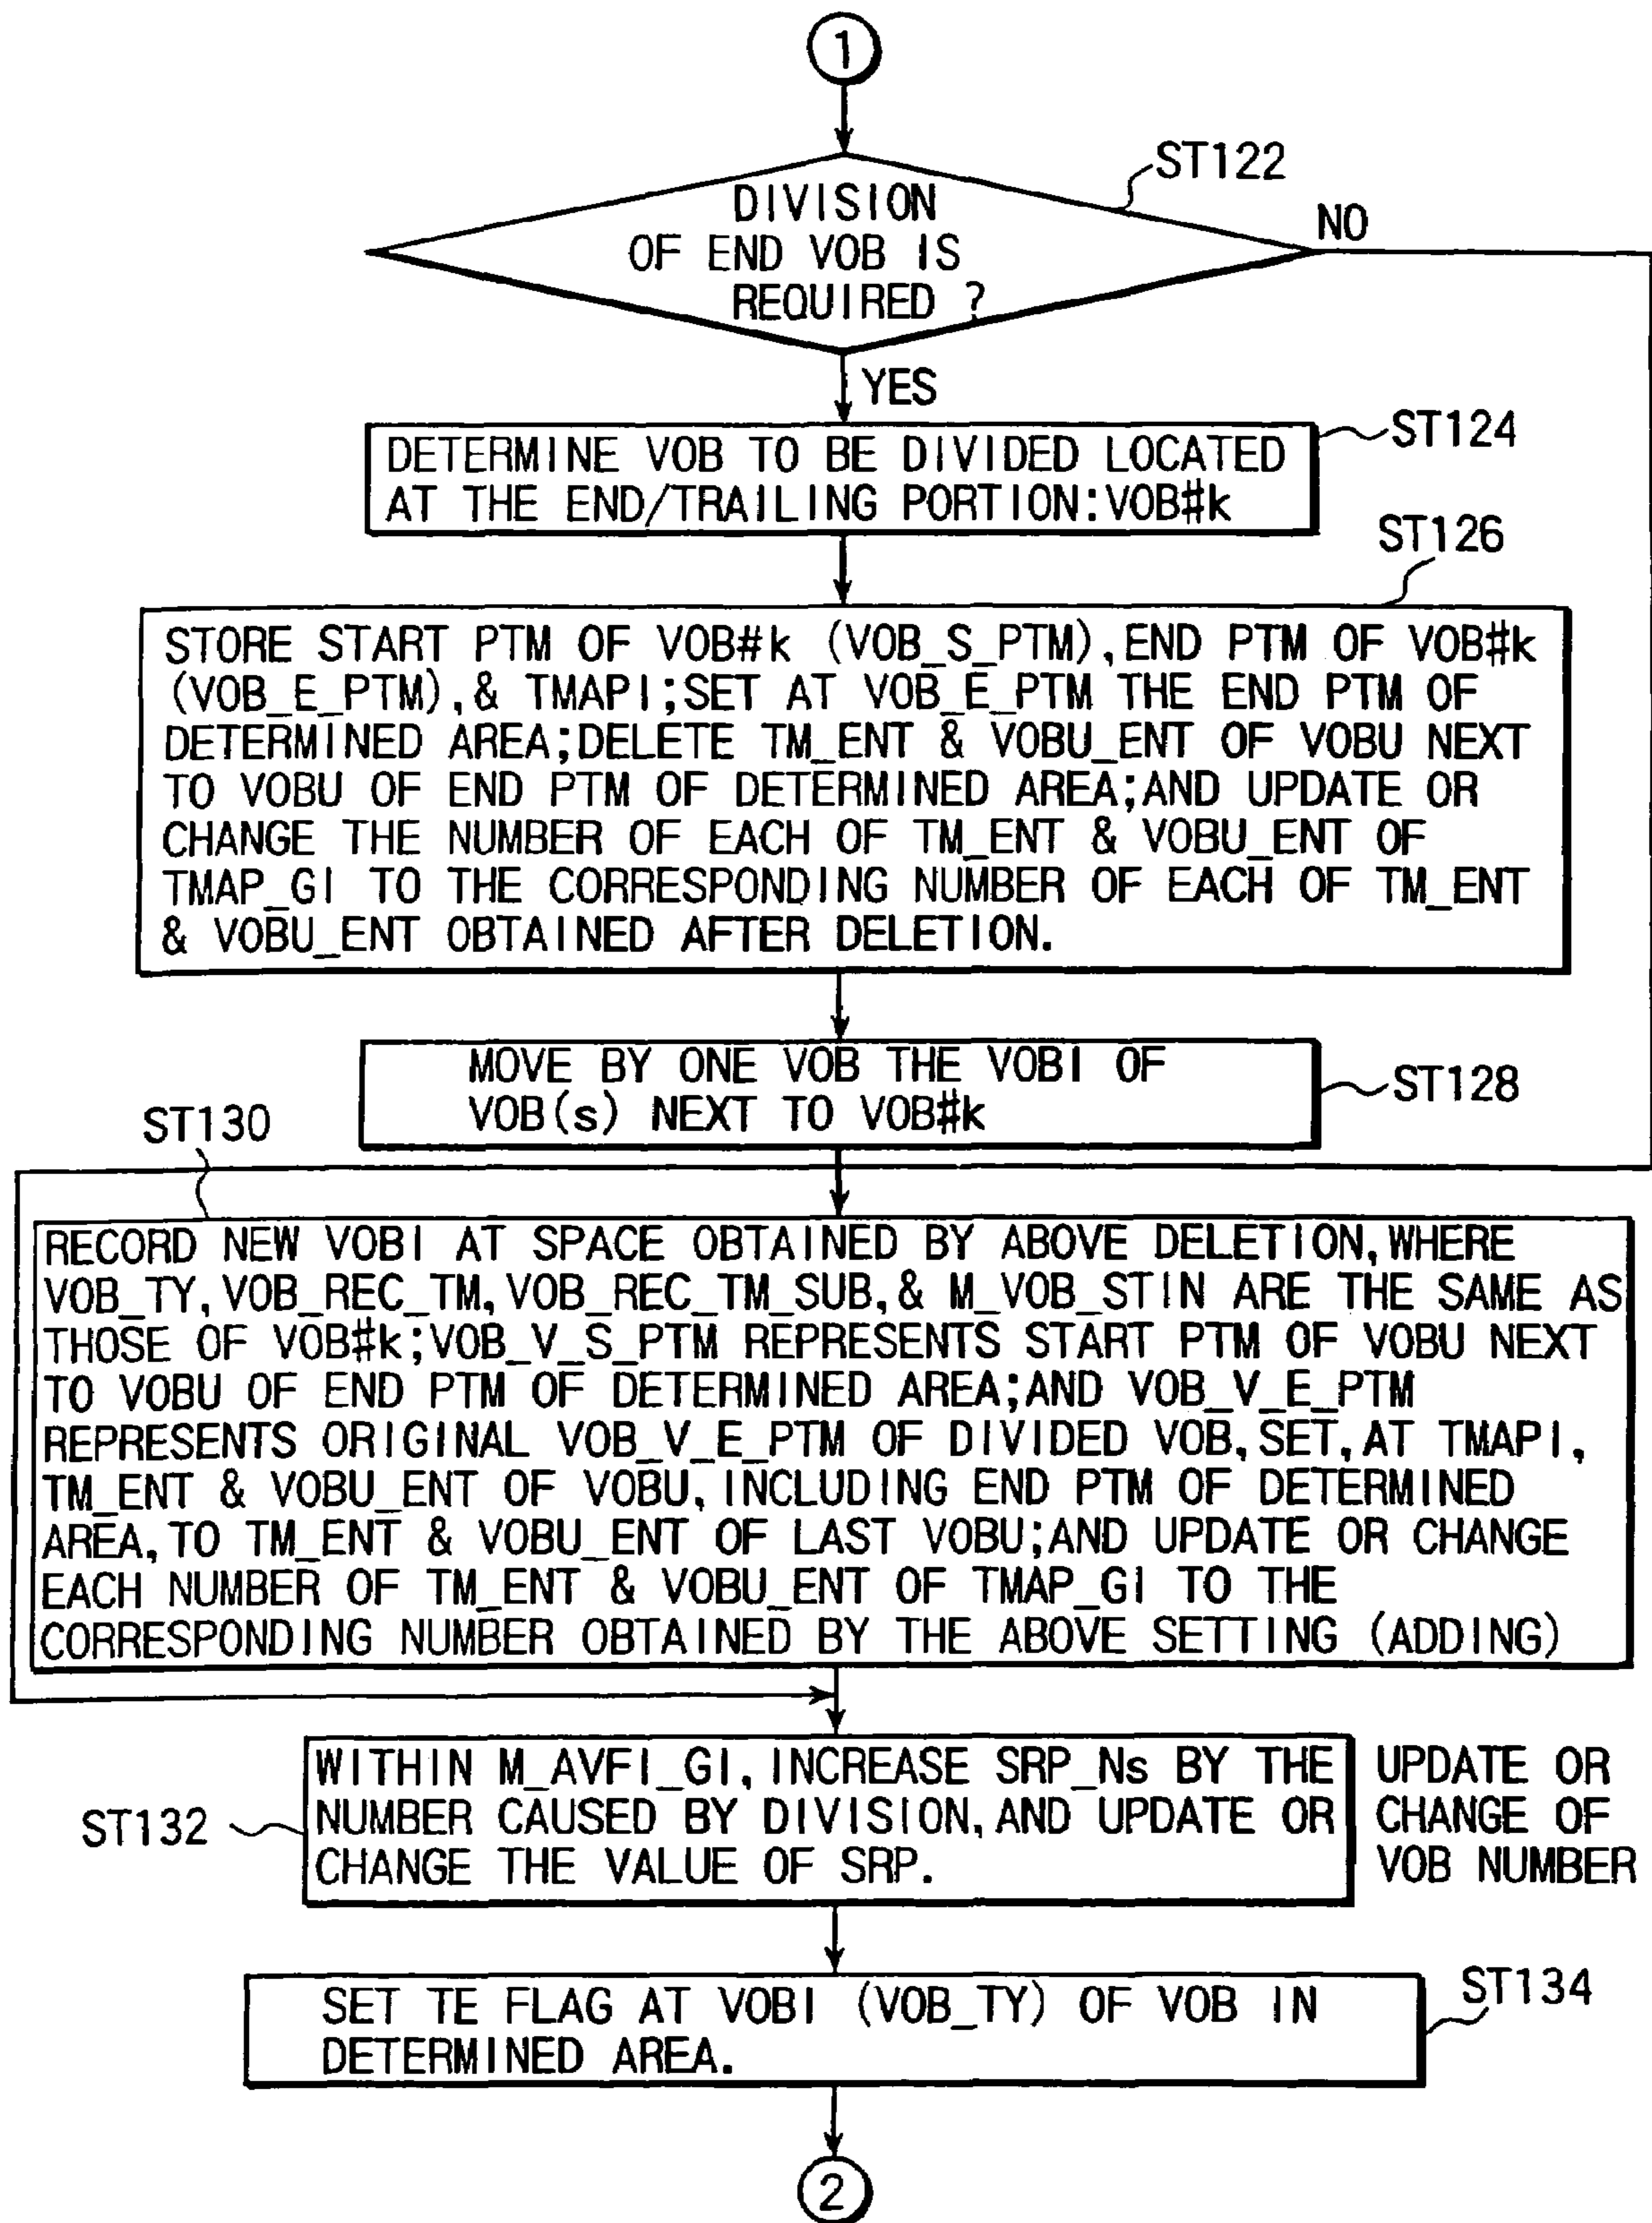 1
ST122
DIVISION
OF END VOB IS
REQUIRED ?
NO
YES
ST124
DETERMINE VOB TO BE DIVIDED LOCATED
AT THE END/TRAILING PORTION:VOB#k
ST126
STORE START PTM OF VOB#k (VOB_S_PTM),END PTM OF VOB#k
(VOB_E_PTM),& TMAPI;SET AT VOB_E_PTM THE END PTM OF
DETERMINED AREA;DELETE TM_ENT & VOBU_ENT OF VOBU NEXT
TO VOBU OF END PTM OF DETERMINED AREA;AND UPDATE OR
CHANGE THE NUMBER OF EACH OF TM_ENT & VOBU_ENT OF
TMAP_GI TO THE CORRESPONDING NUMBER OF EACH OF TM_ENT
& VOBU_ENT OBTAINED AFTER DELETION.
MOVE BY ONE VOB THE VOBI OF
VOB(s) NEXT TO VOB#k
ST128
ST130
RECORD NEW VOBI AT SPACE OBTAINED BY ABOVE DELETION,WHERE
VOB_TY,VOB_REC_TM,VOB_REC_TM_SUB,& M_VOB_STIN ARE THE SAME AS
THOSE OF VOB#k;VOB_V_S_PTM REPRESENTS START PTM OF VOBU NEXT
TO VOBU OF END PTM OF DETERMINED AREA;AND VOB_V_E_PTM
REPRESENTS ORIGINAL VOB_V_E_PTM OF DIVIDED VOB,SET,AT TMAPI,
TM_ENT & VOBU_ENT OF VOBU,INCLUDING END PTM OF DETERMINED
AREA,TO TM_ENT & VOBU_ENT OF LAST VOBU;AND UPDATE OR CHANGE
EACH NUMBER OF TM_ENT & VOBU_ENT OF TMAP_GI TO THE
CORRESPONDING NUMBER OBTAINED BY THE ABOVE SETTING (ADDING)
ST132
WITHIN M_AVFI_GI,INCREASE SRP_Ns BY THE
NUMBER CAUSED BY DIVISION,AND UPDATE OR
CHANGE THE VALUE OF SRP.
UPDATE OR
CHANGE OF
VOB NUMBER
ST134
SET TE FLAG AT VOBI (VOB_TY) OF VOB IN
DETERMINED AREA.
2